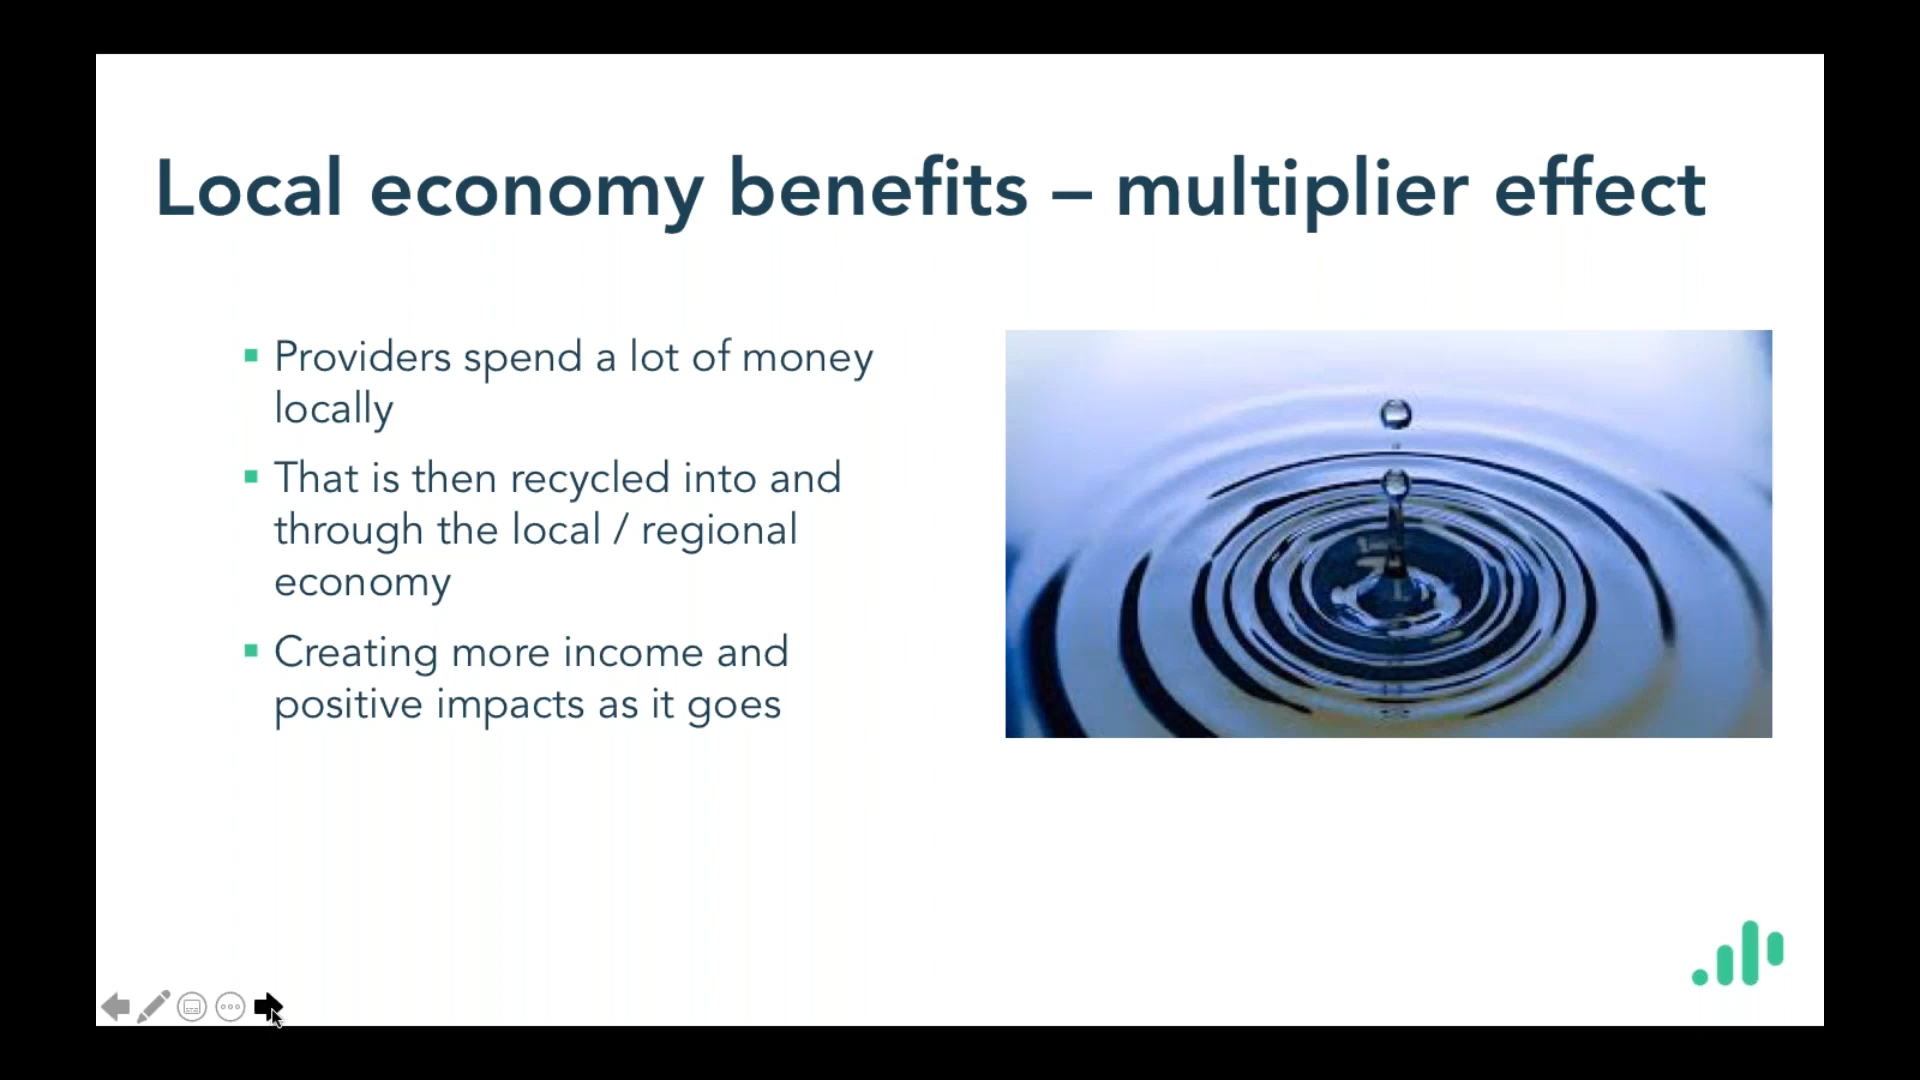 Local economy benefits – multiplier effect
Providers spend a lot of money
locally
That is then recycled into and
through the local / regional
economy
Creating more income and
positive impacts as it goes